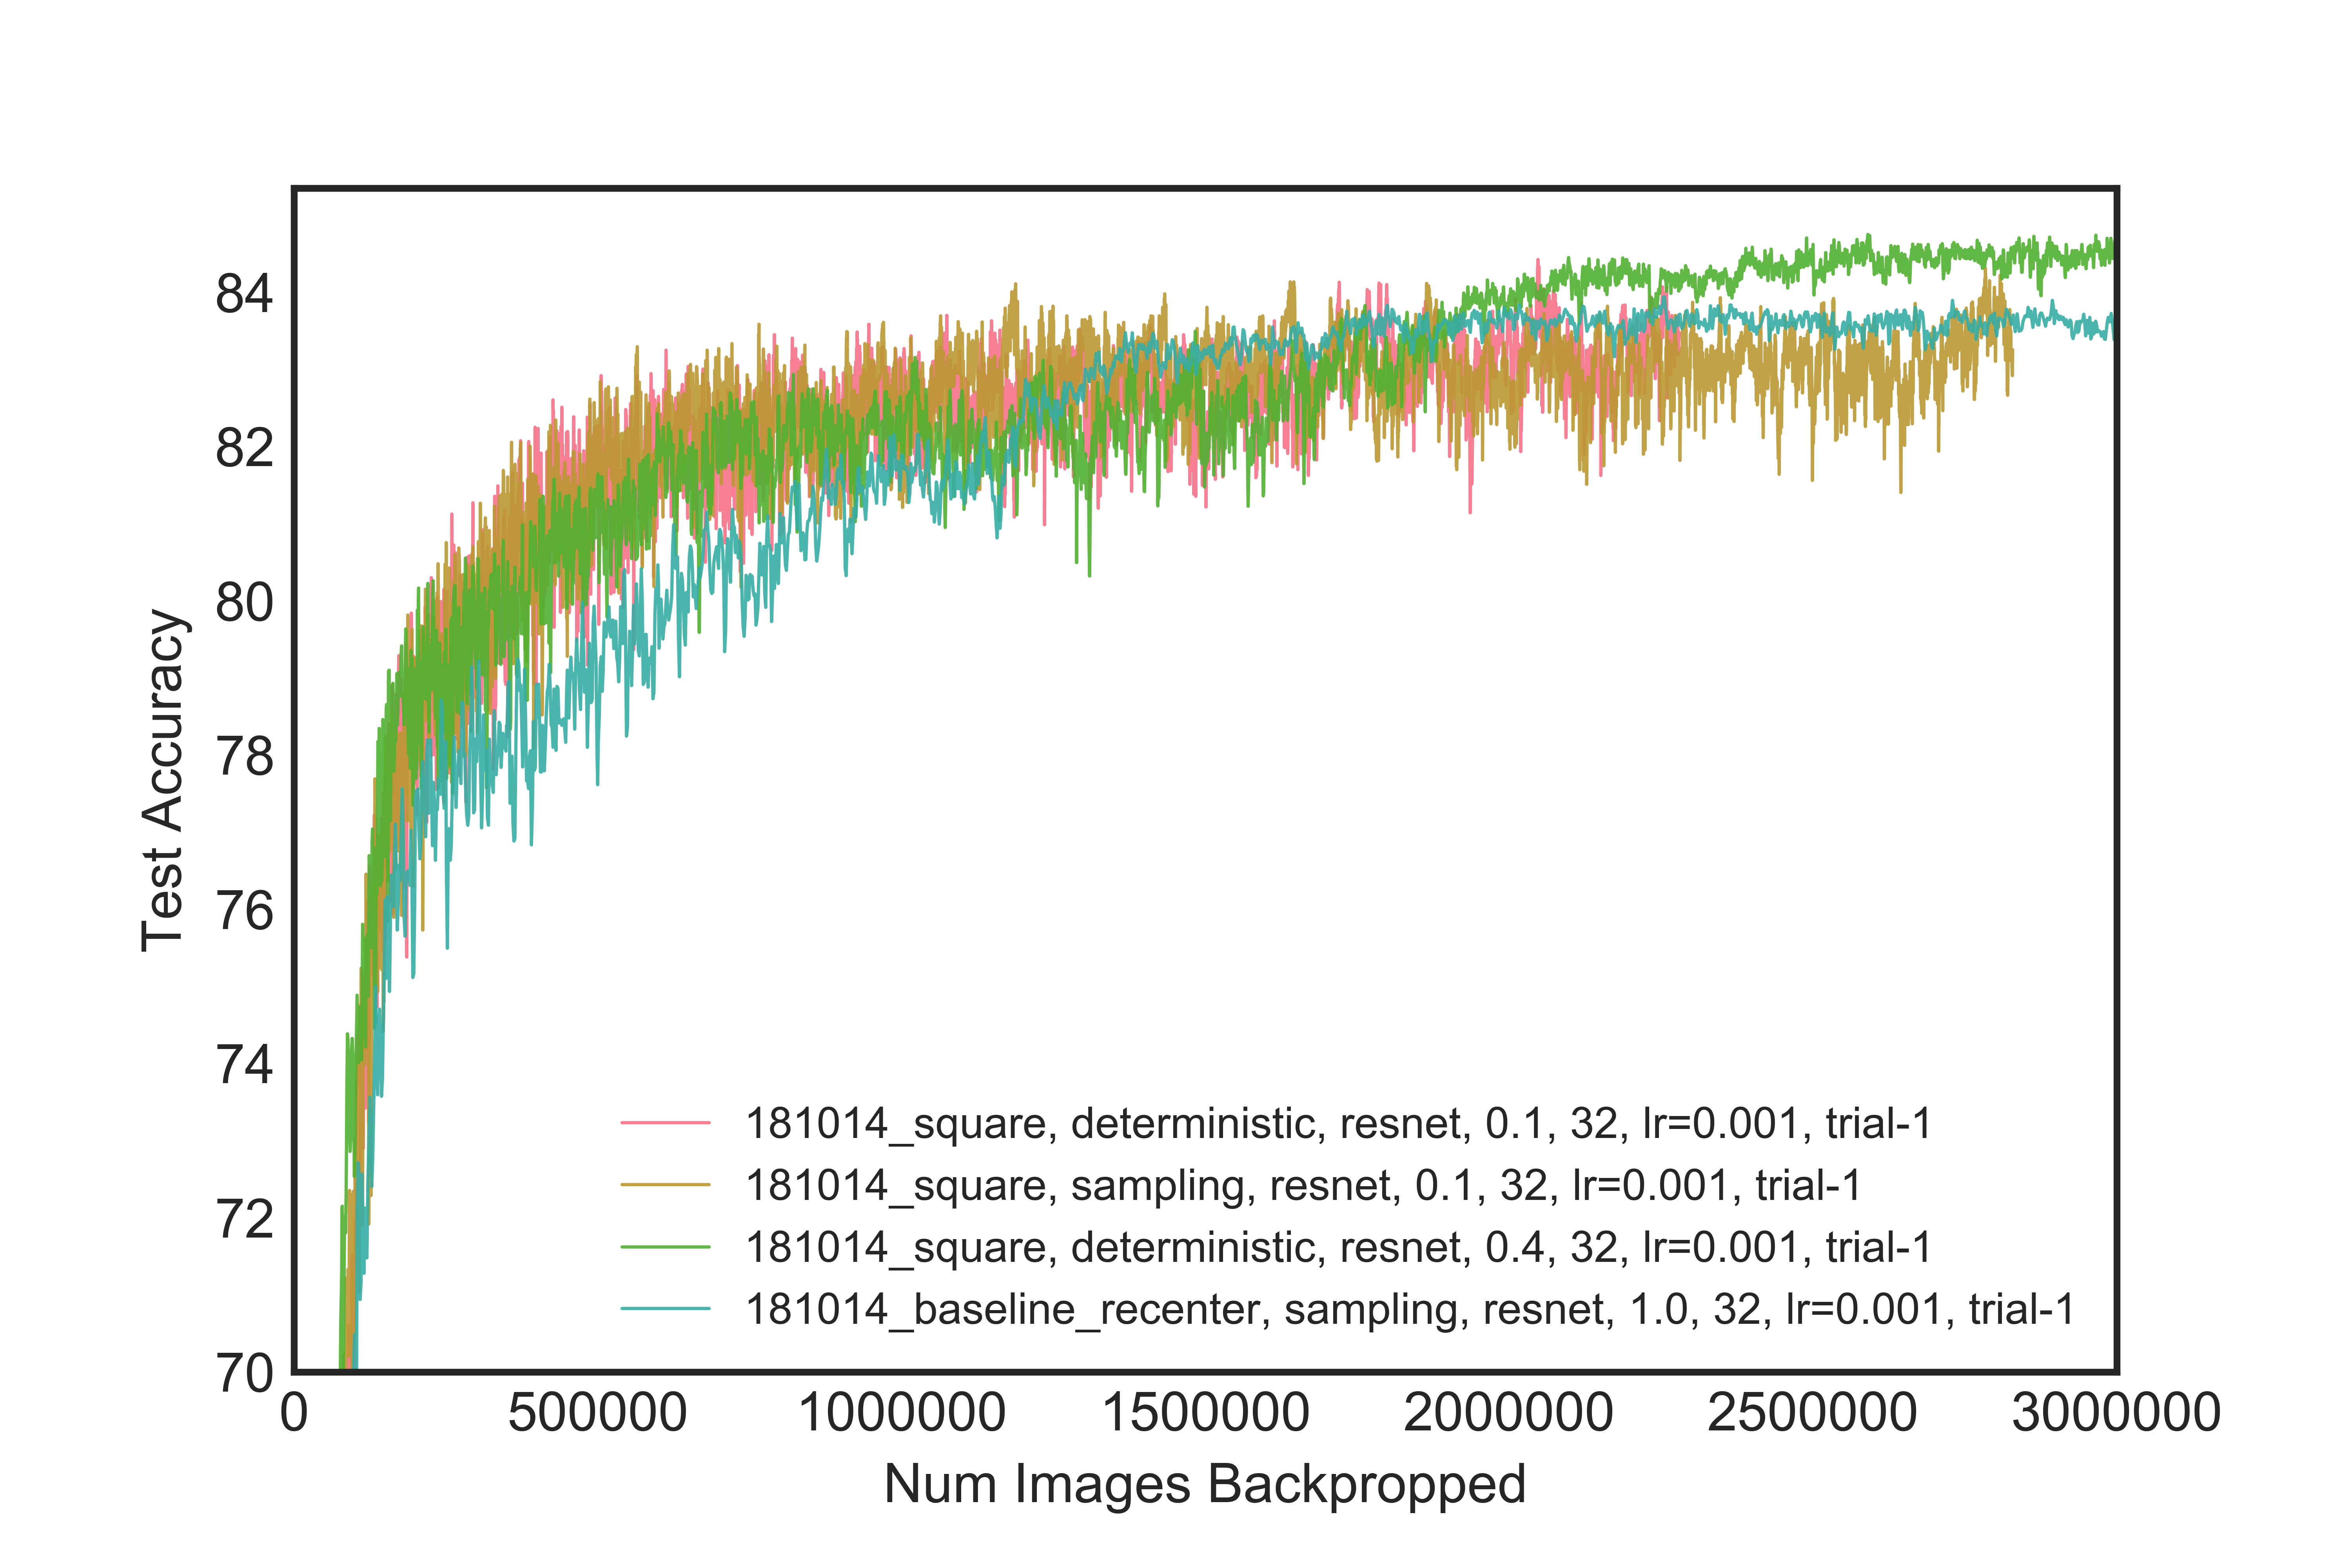 84
82
80
78
76
74
72
70
Test Accuracy
181014_square, deterministic, resnet, 0.1, 32, lr=0.001, trial-1
181014_square, sampling, resnet, 0.1, 32, lr=0.001, trial-1
181014_square, deterministic, resnet, 0.4, 32, lr=0.001, trial-1
181014_baseline_recenter, sampling, resnet, 1.0, 32, lr=0.001, trial-1
0 500000 1000000 1500000 2000000 2500000 3000000
Num Images Backpropped